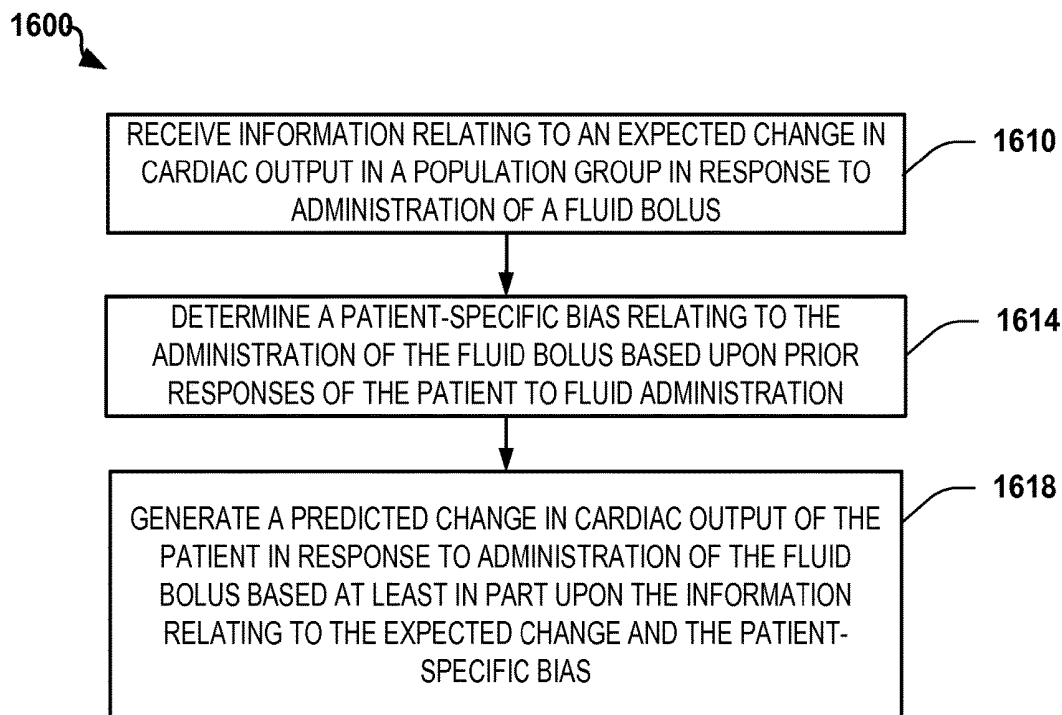 1600
RECEIVE INFORMATION RELATING TO AN EXPECTED CHANGE IN
CARDIAC OUTPUT IN A POPULATION GROUP IN RESPONSE TO
ADMINISTRATION OF A FLUID BOLUS
1610
DETERMINE A PATIENT-SPECIFIC BIAS RELATING TO THE
ADMINISTRATION OF THE FLUID BOLUS BASED UPON PRIOR
RESPONSES OF THE PATIENT TO FLUID ADMINISTRATION
1614
GENERATE A PREDICTED CHANGE IN CARDIAC OUTPUT OF THE
PATIENT IN RESPONSE TO ADMINISTRATION OF THE FLUID
BOLUS BASED AT LEAST IN PART UPON THE INFORMATION
RELATING TO THE EXPECTED CHANGE AND THE PATIENT-
SPECIFIC BIAS
1618